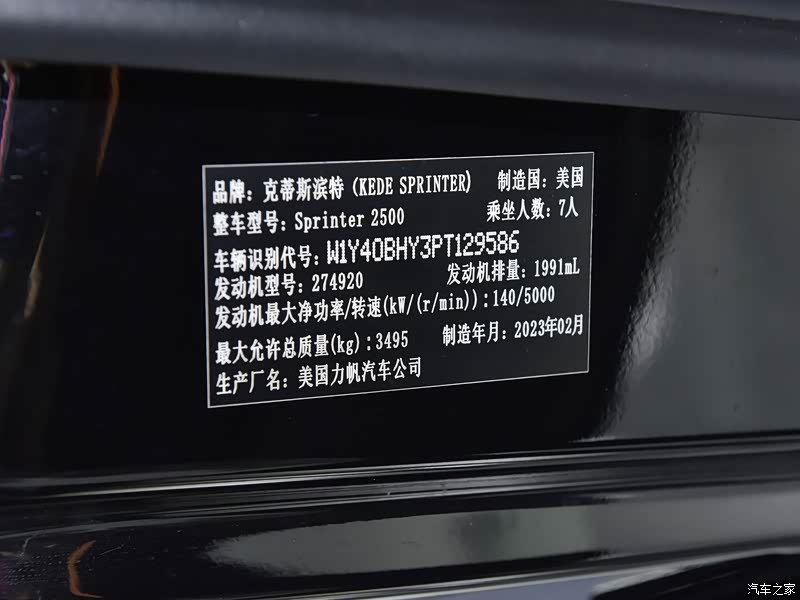 品牌：克蒂斯滨特 (KEDE SPRINTER) 制造国：美国
整车型号：Sprinter 2500 乘坐人数：7人
车辆识别代号：W1Y40BHY3PT129586
发动机型号：274920 发动机排量：1991mL
发动机最大净功率/转速(kW/(r/min))：140/5000
最大允许总质量(kg)：3495 制造年月：2023年02月
生产厂名：美国力帆汽车公司
汽车之家